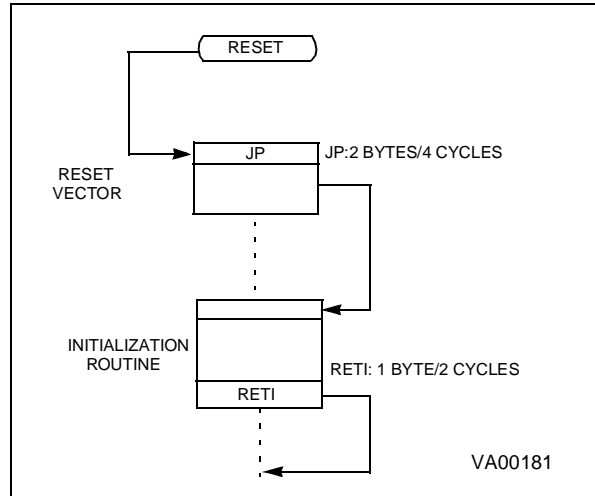 RESET
JP
JP:2 BYTES/4 CYCLES
RESET
VECTOR
INITIALIZATION
ROUTINE
RETI: 1 BYTE/2 CYCLES
RETI
VA00181